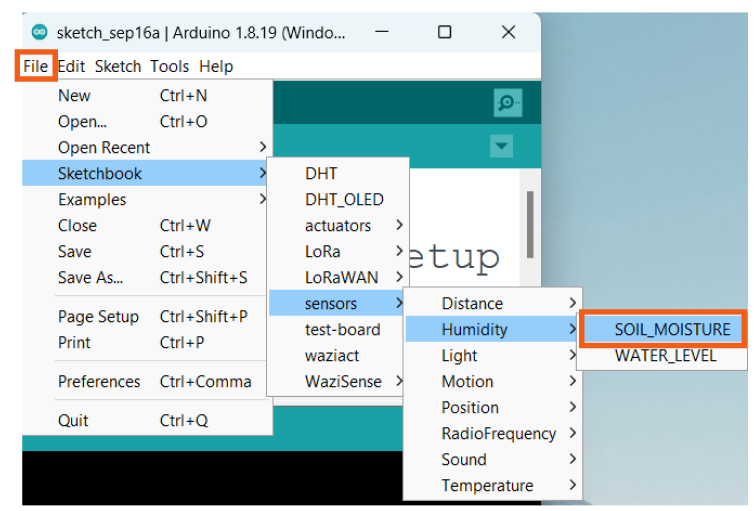 sketch_sep16a | Arduino 1.8.19 (Windo...
File Edit Sketch Tools Help
New Ctrl+N
Open... Ctrl+O
Open Recent
Sketchbook
Examples
Close Ctrl+W
Save Ctrl+S
Save As... Ctrl+Shift+S
Page Setup Ctrl+Shift+P
Print Ctrl+P
Preferences Ctrl+Comma
Quit Ctrl+Q
DHT
DHT_OLED
actuators
LoRa
LoRaWAN
sensors
test-board
waziact
WaziSense
etup
Distance
Humidity
Light
Motion
Position
RadioFrequency
Sound
Temperature
SOIL_MOISTURE
WATER_LEVEL